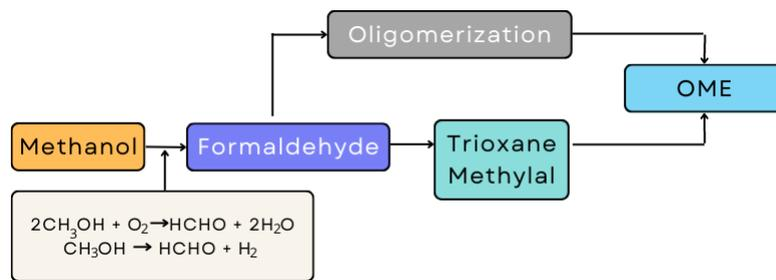 Oligomerization
OME
Methanol
Formaldehyde
Trioxane
Methylal
2CH₃OH + O₂→HCHO + 2H₂O
CH₃OH → HCHO + H₂